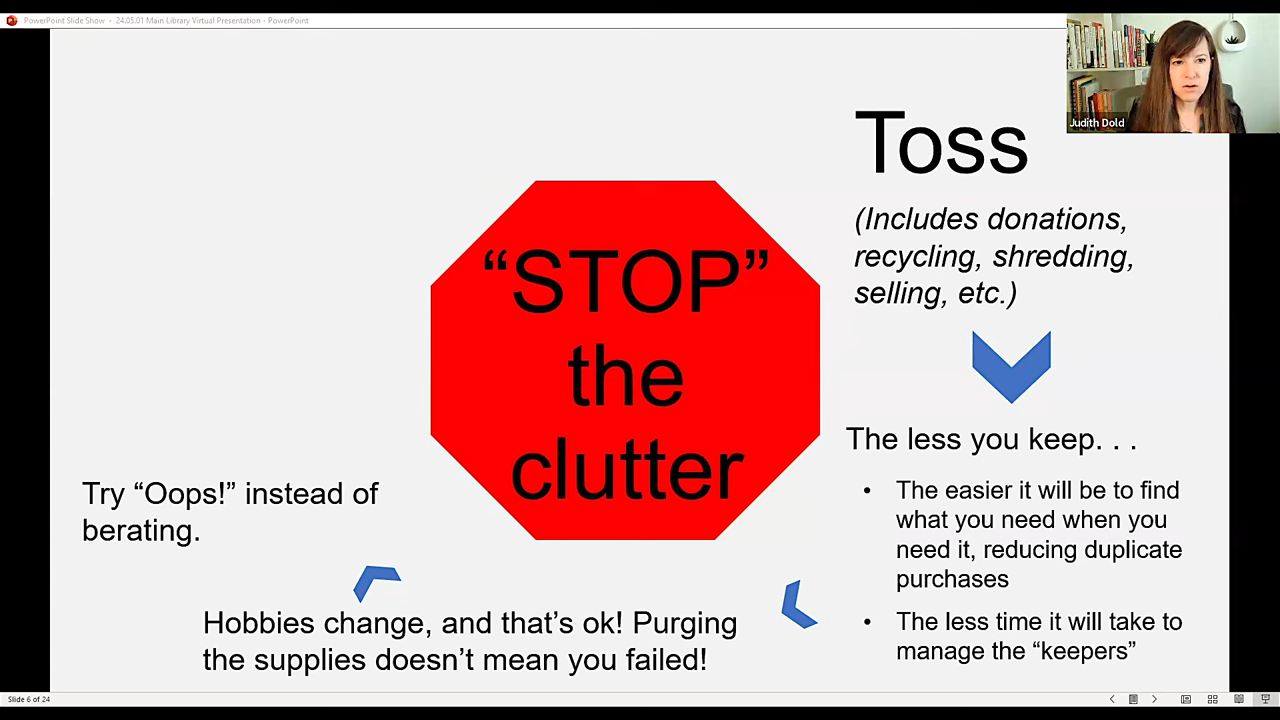 PowerPoint Slide Show - 24.05.01 Main Library Virtual Presentation - PowerPoint
Judith Dold
Toss
(Includes donations,
recycling, shredding,
selling, etc.)
“STOP”
the
clutter
The less you keep. . .
• The easier it will be to find
what you need when you
need it, reducing duplicate
purchases
• The less time it will take to
manage the “keepers”
Hobbies change, and that’s ok! Purging
the supplies doesn’t mean you failed!
Try “Oops!” instead of
berating.
Slide 6 of 24